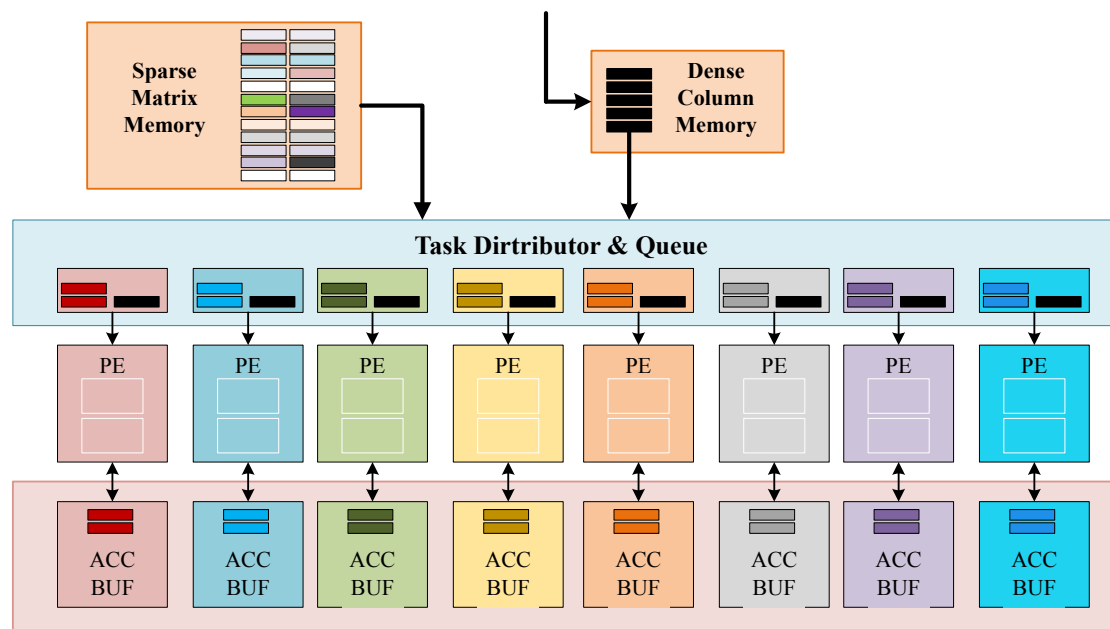 Sparse
Matrix
Memory
Dense
Column
Memory
Task Dirtributor & Queue
PE PE PE PE PE PE PE PE
ACC ACC ACC ACC ACC ACC ACC ACC
BUF BUF BUF BUF BUF BUF BUF BUF